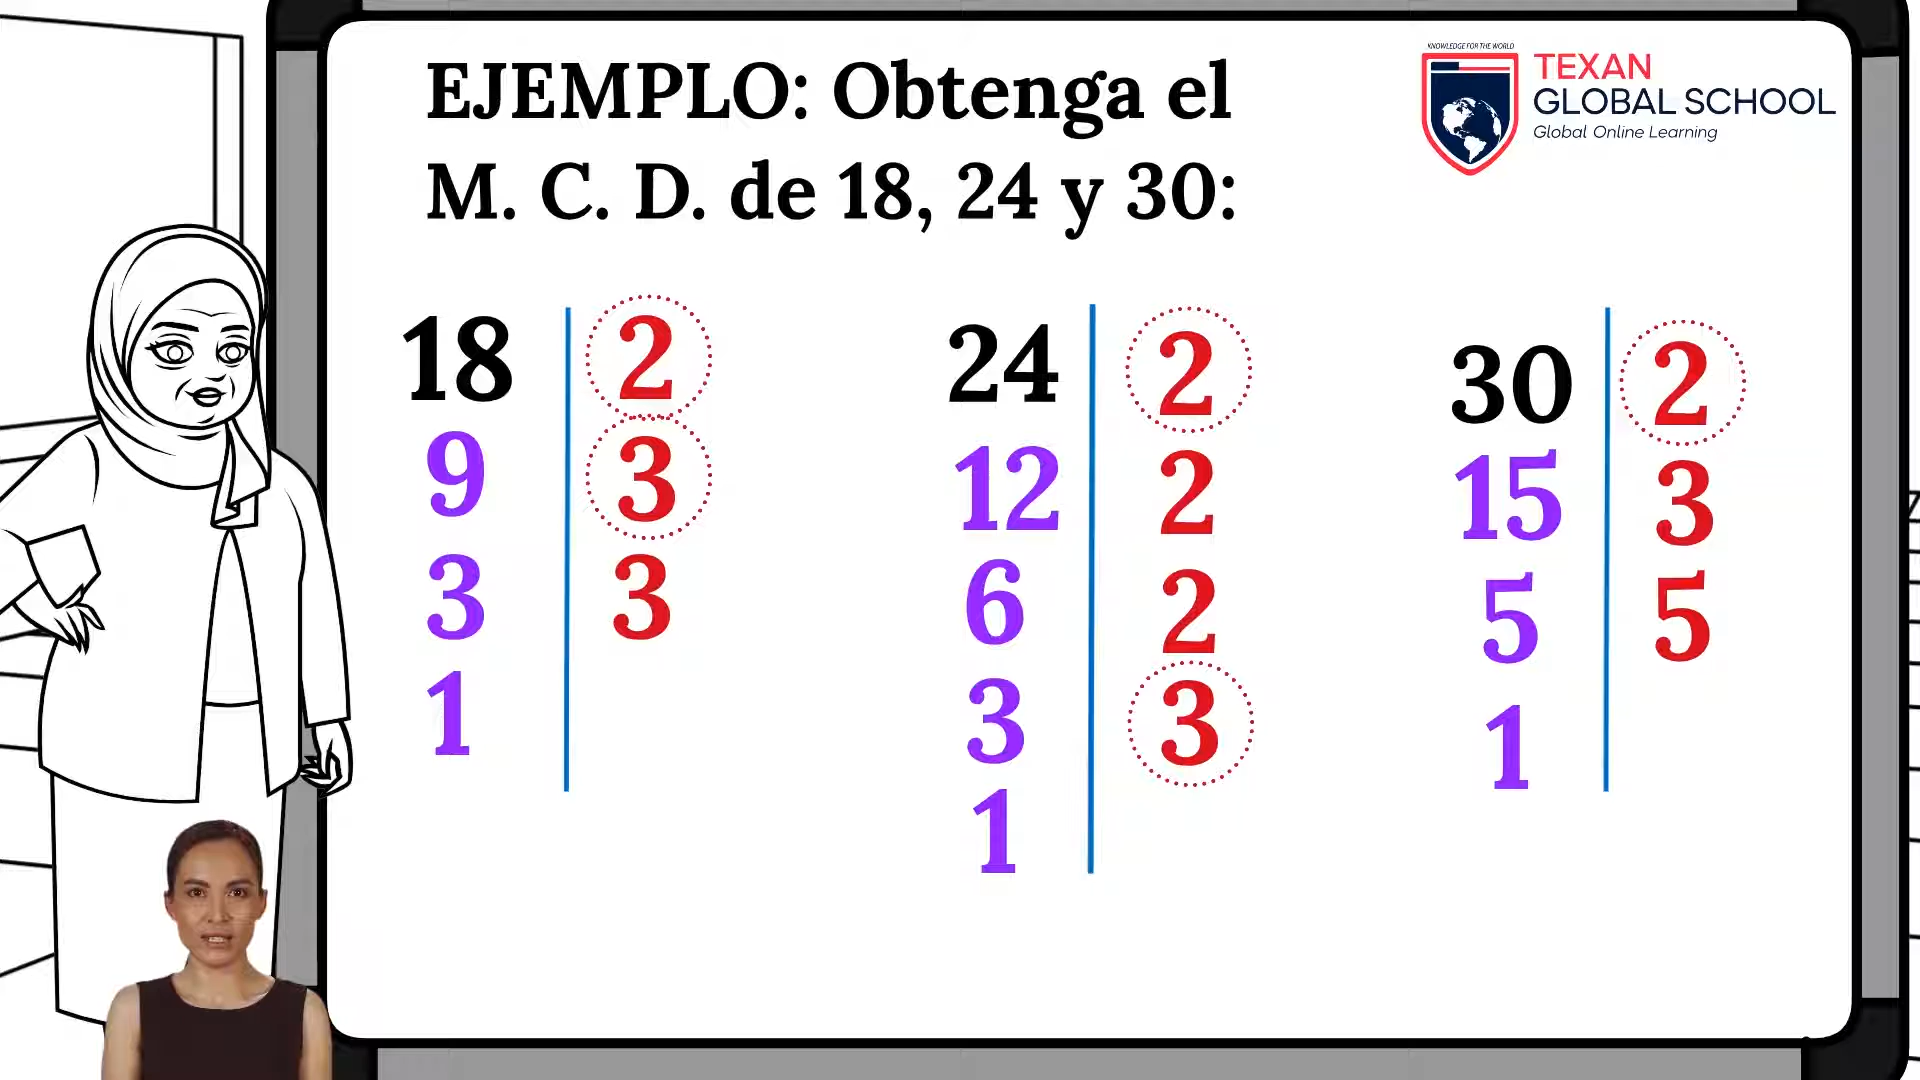 EJEMPLO: Obtenga el
M. C. D. de 18, 24 y 30:
KNOWLEDGE FOR THE WORLD
TEXAN
GLOBAL SCHOOL
Global Online Learning
18 2
9 3
3 3
1
24 2
12 2
6 2
3 3
1
30 2
15 3
5 5
1